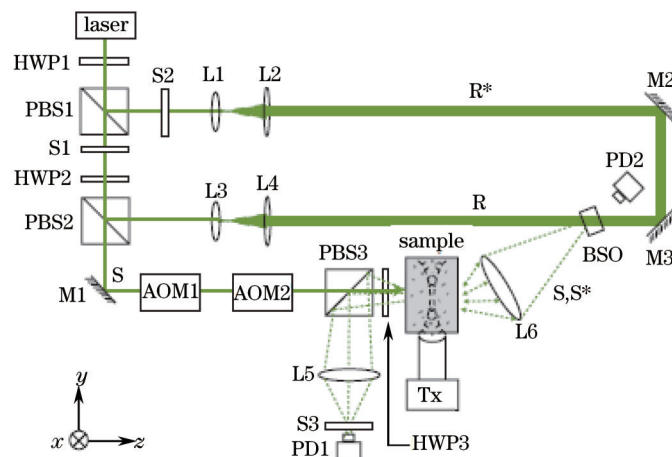 laser
HWP1
S2
L1
L2
R*
M2
PBS1
S1
PD2
HWP2
L3
L4
R
PBS2
BSO
M3
PBS3
sample
S
M1
AOM1
AOM2
S,S*
L6
L5
Tx
y
S3
x
z
PD1
HWP3